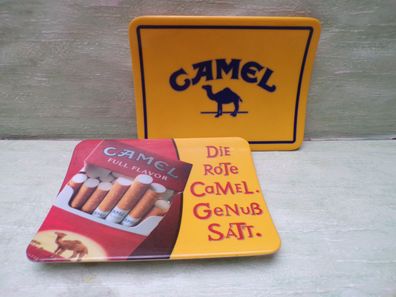 CAMEL
CAMEL
FULL FLAVOR
DIE
ROTE
CAMEL.
GENUß
SATT.